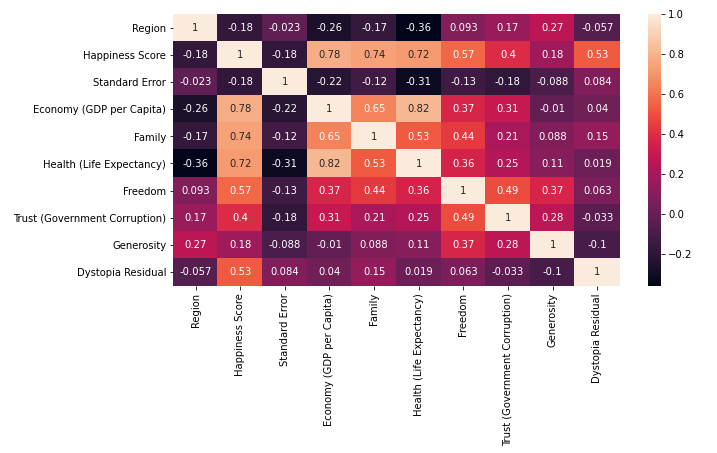 Region 1 -0.18 -0.023 -0.26 -0.17 -0.36 0.093 0.17 0.27 -0.057
Happiness Score -0.18 1 -0.18 0.78 0.74 0.72 0.57 0.4 0.18 0.53
Standard Error -0.023 -0.18 1 -0.22 -0.12 -0.31 -0.13 -0.18 -0.088 0.084
Economy (GDP per Capita) -0.26 0.78 -0.22 1 0.65 0.82 0.37 0.31 -0.01 0.04
Family -0.17 0.74 -0.12 0.65 1 0.53 0.44 0.21 0.088 0.15
Health (Life Expectancy) -0.36 0.72 -0.31 0.82 0.53 1 0.36 0.25 0.11 0.019
Freedom 0.093 0.57 -0.13 0.37 0.44 0.36 1 0.49 0.37 0.063
Trust (Government Corruption) 0.17 0.4 -0.18 0.31 0.21 0.25 0.49 1 0.28 -0.033
Generosity 0.27 0.18 -0.088 -0.01 0.088 0.11 0.37 0.28 1 -0.1
Dystopia Residual -0.057 0.53 0.084 0.04 0.15 0.019 0.063 -0.033 -0.1 1
Region
Happiness Score
Standard Error
Economy (GDP per Capita)
Family
Health (Life Expectancy)
Freedom
Trust (Government Corruption)
Generosity
Dystopia Residual
1.0
0.8
0.6
0.4
0.2
0.0
−0.2